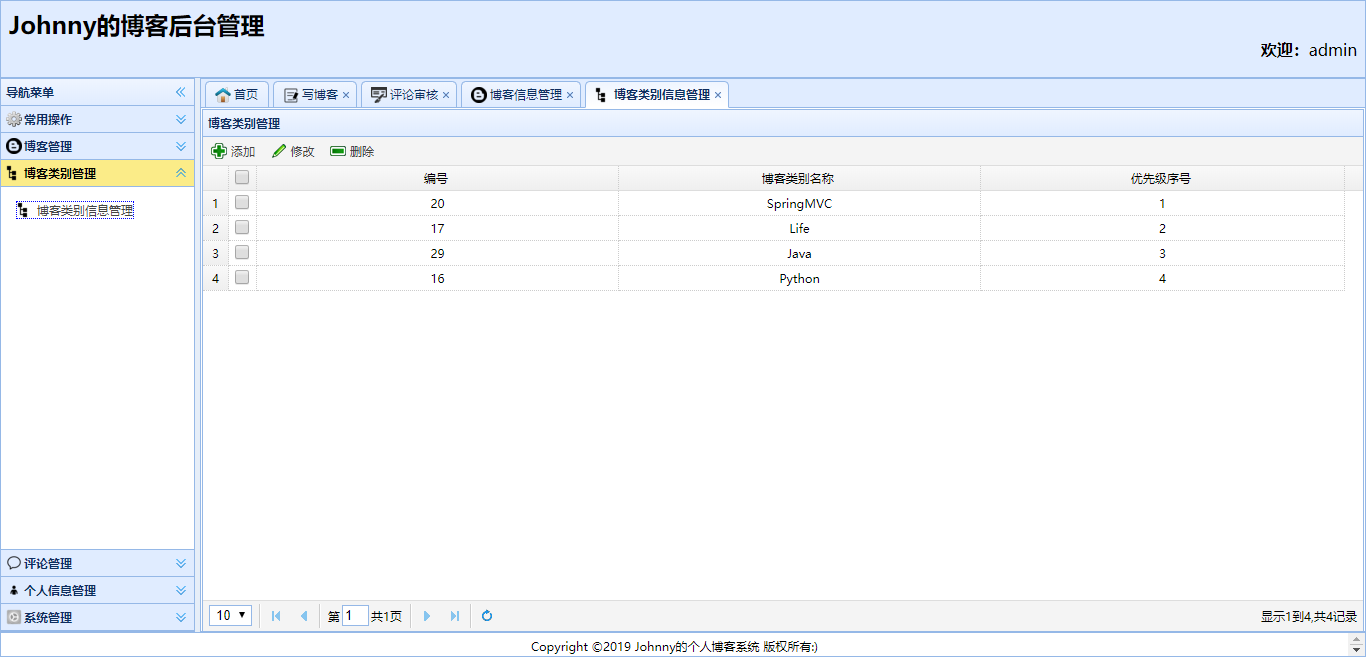 Johnny的博客后台管理
欢迎：admin
导航菜单
常用操作
博客管理
博客类别管理
博客类别信息管理
评论管理
个人信息管理
系统管理
首页 写博客 评论审核 博客信息管理 博客类别信息管理
博客类别管理
添加 修改 删除
编号 博客类别名称 优先级序号
1 20 SpringMVC 1
2 17 Life 2
3 29 Java 3
4 16 Python 4
10 第 1 共1页 显示1到4,共4记录
Copyright ©2019 Johnny的个人博客系统 版权所有:)